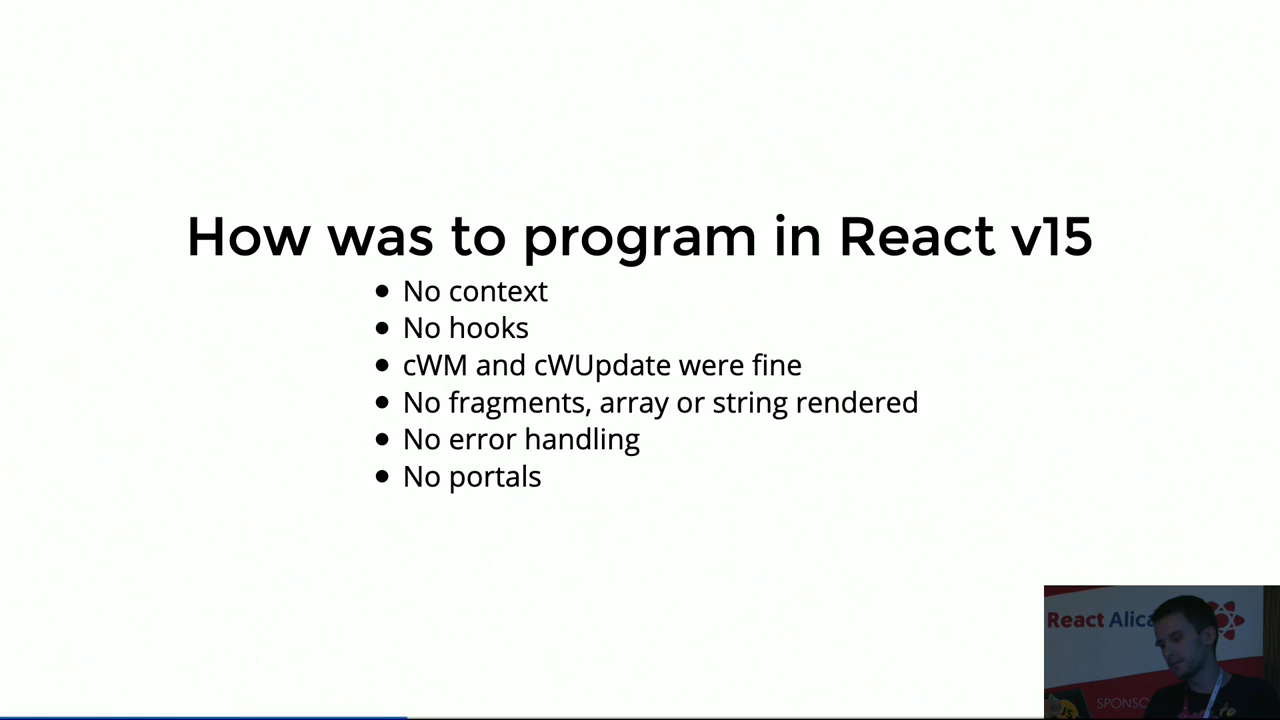 How was to program in React v15
No context
No hooks
cWM and cWUpdate were fine
No fragments, array or string rendered
No error handling
No portals
React Alica
SPONSO
JS